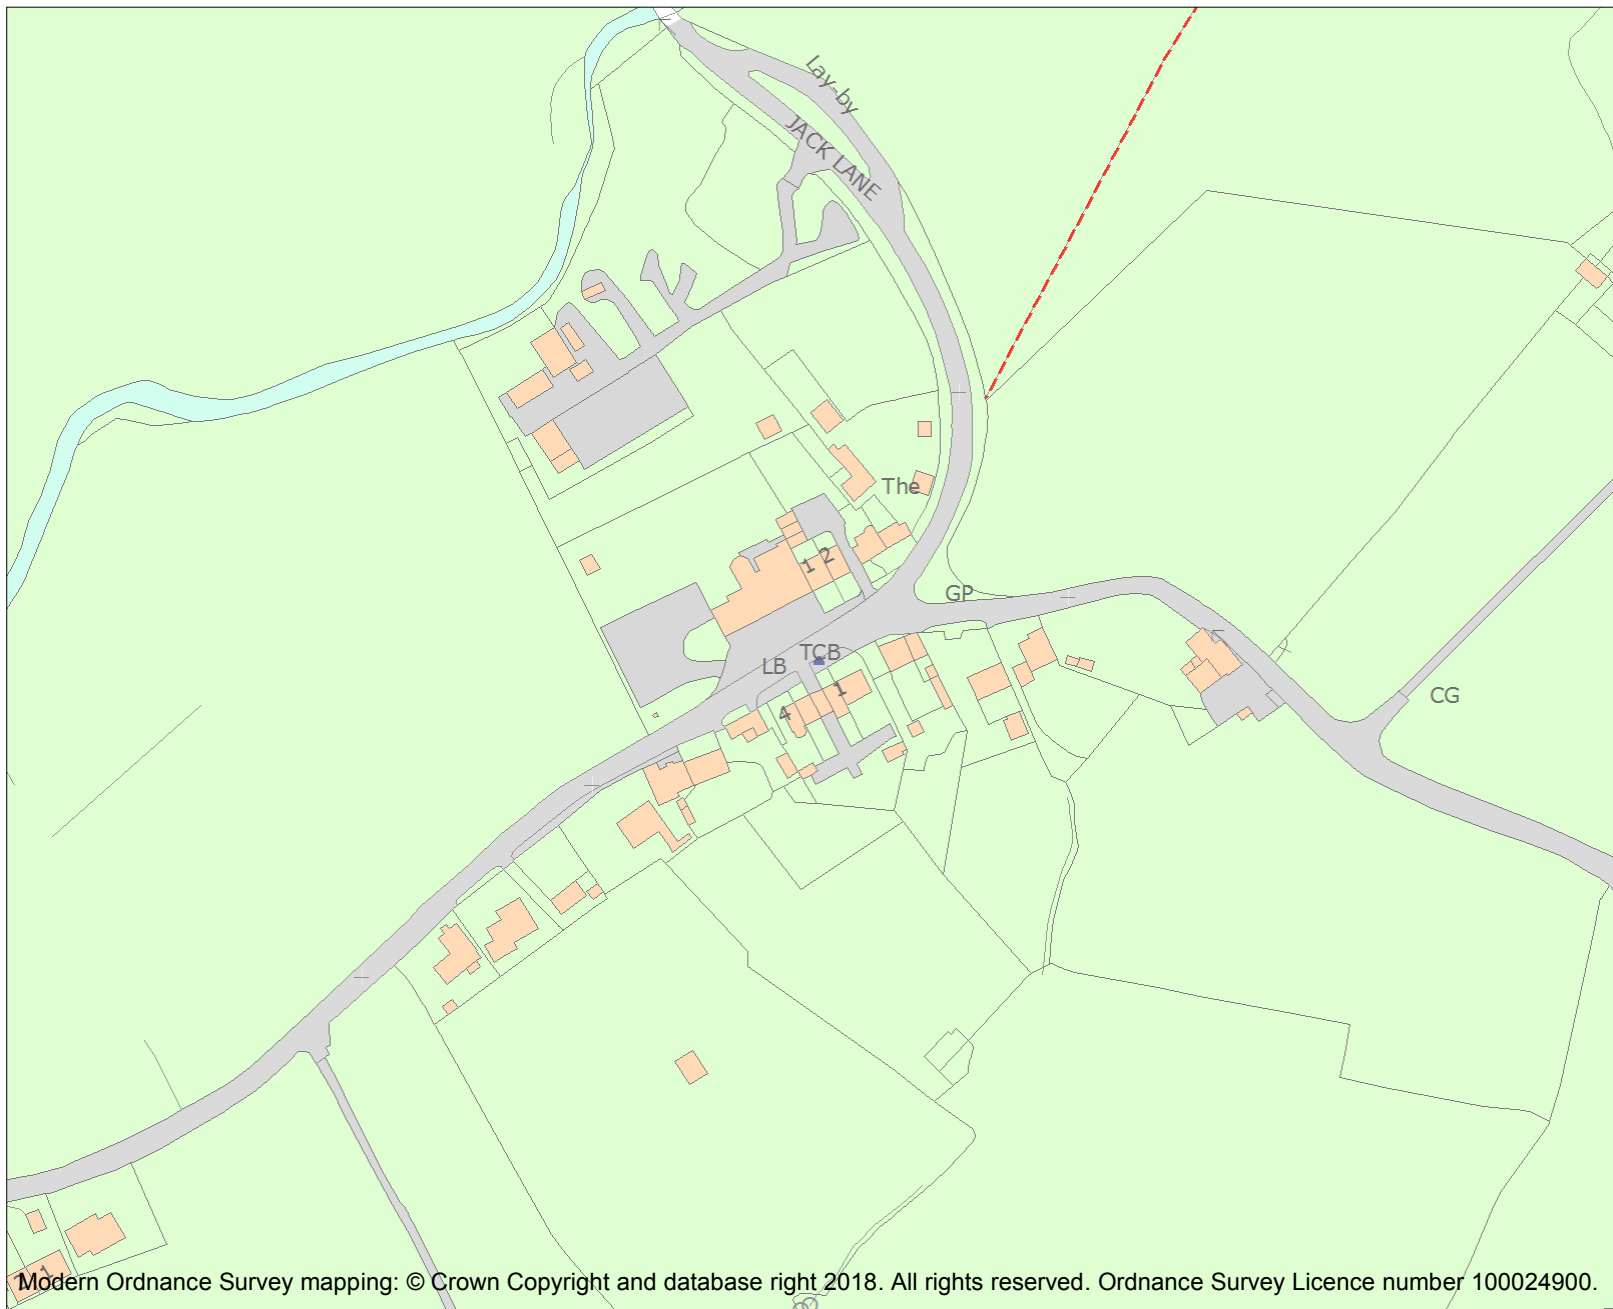 Lay-by
JACK LANE
The
1 2
GP
TCB
LB
1
4
CG
1
Modern Ordnance Survey mapping: © Crown Copyright and database right 2018. All rights reserved. Ordnance Survey Licence number 100024900.